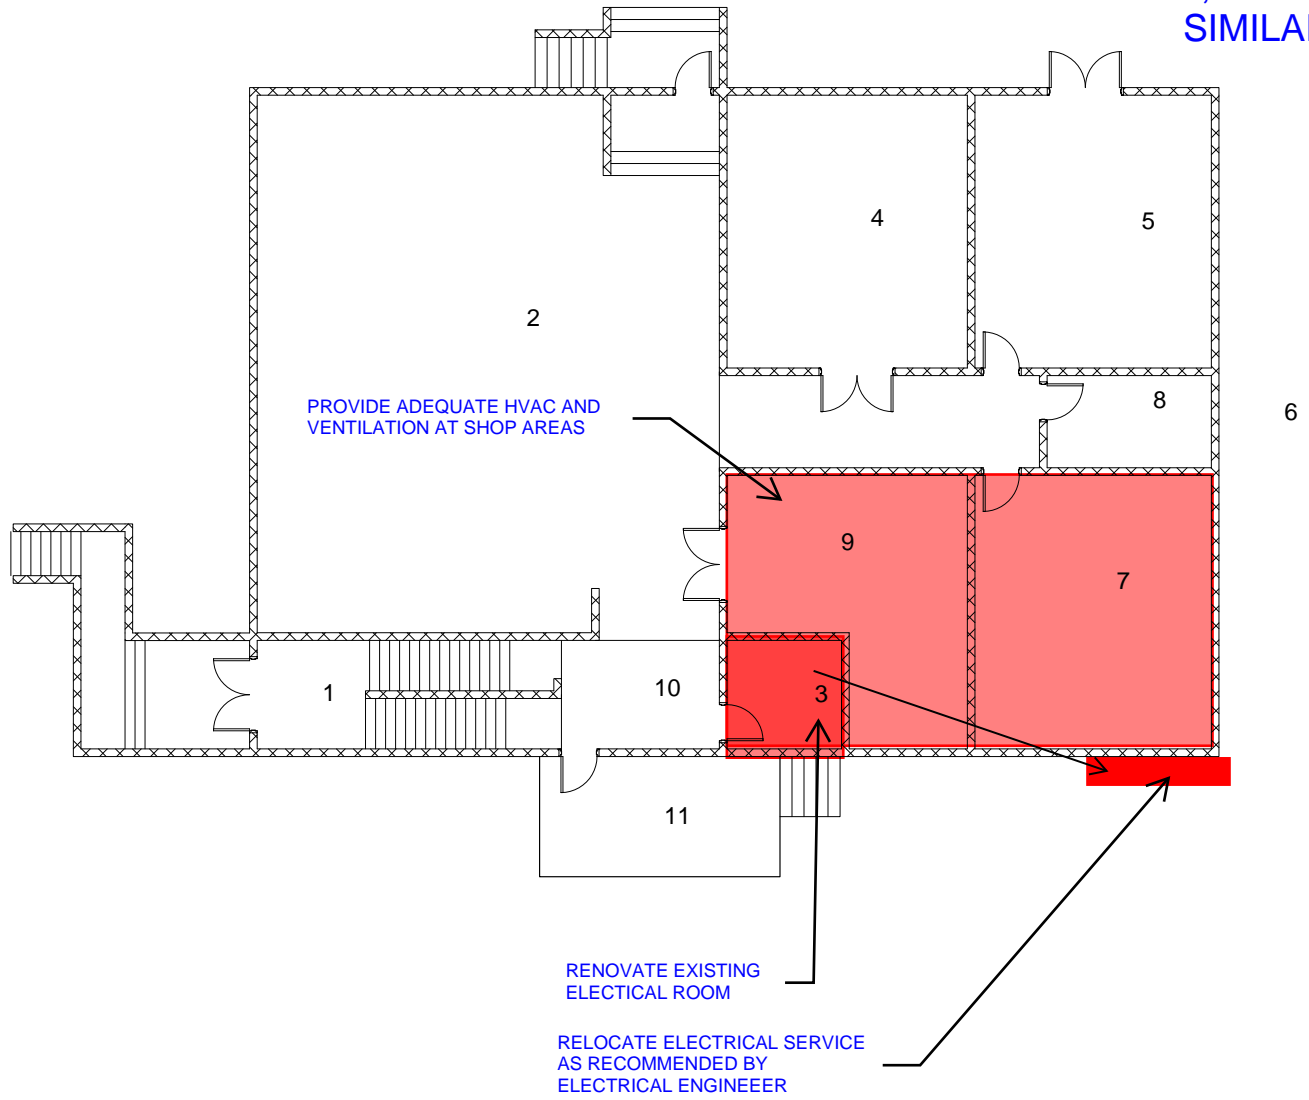 SIMILA
4
5
2
8
6
PROVIDE ADEQUATE HVAC AND
VENTILATION AT SHOP AREAS
9
7
1
10
3
11
RENOVATE EXISTING
ELECTICAL ROOM
RELOCATE ELECTRICAL SERVICE
AS RECOMMENDED BY
ELECTRICAL ENGINEEER